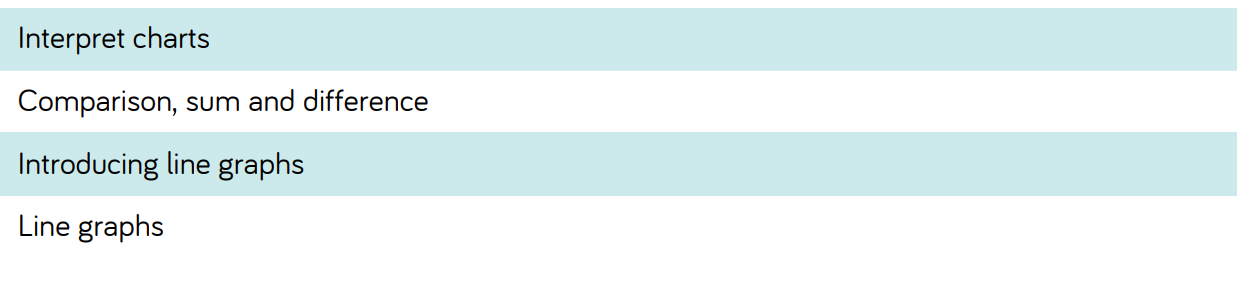 Interpret charts
Comparison, sum and difference
Introducing line graphs
Line graphs